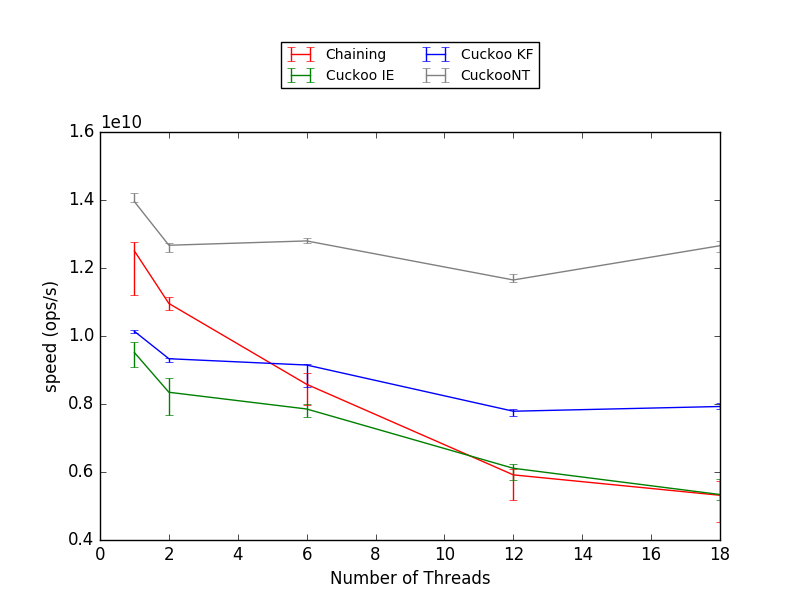 Chaining Cuckoo KF
Cuckoo IE CuckooNT
1e10
1.6
1.4
1.2
1.0
0.8
0.6
0.4
speed (ops/s)
0 2 4 6 8 10 12 14 16 18
Number of Threads